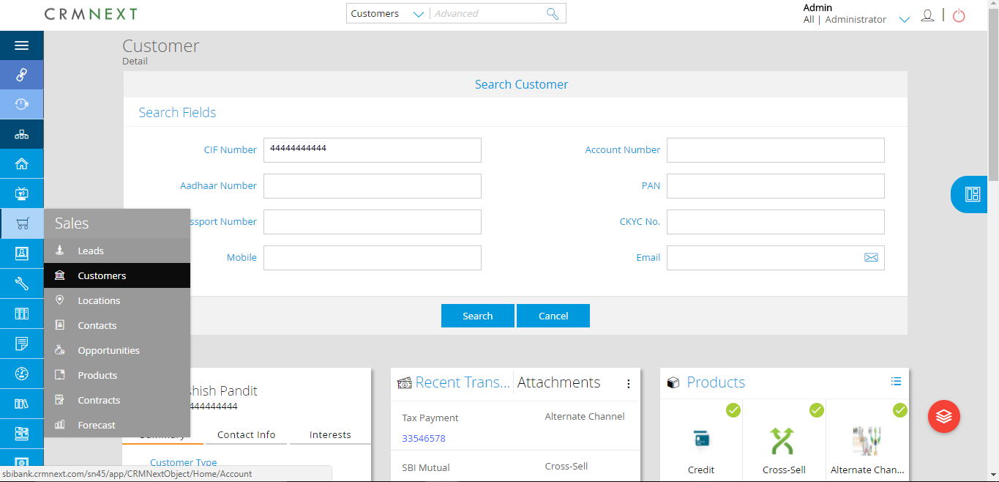 CRMNEXT
Customers Advanced
Admin
All | Administrator
Customer
Detail
Search Customer
Search Fields
CIF Number 44444444444 Account Number
Aadhaar Number PAN
ssport Number CKYC No.
Mobile Email
Sales
Leads
Customers
Locations
Contacts
Opportunities
Products
Contracts
Forecast
Search Cancel
hish Pandit
444444444
Summary Contact Info Interests
Customer Type
Recent Trans... Attachments
Tax Payment Alternate Channel
33546578
SBI Mutual Cross-Sell
Products
Credit Cross-Sell Alternate Chan...
sbibank.crmnext.com/sn45/app/CRMNextObject/Home/Account